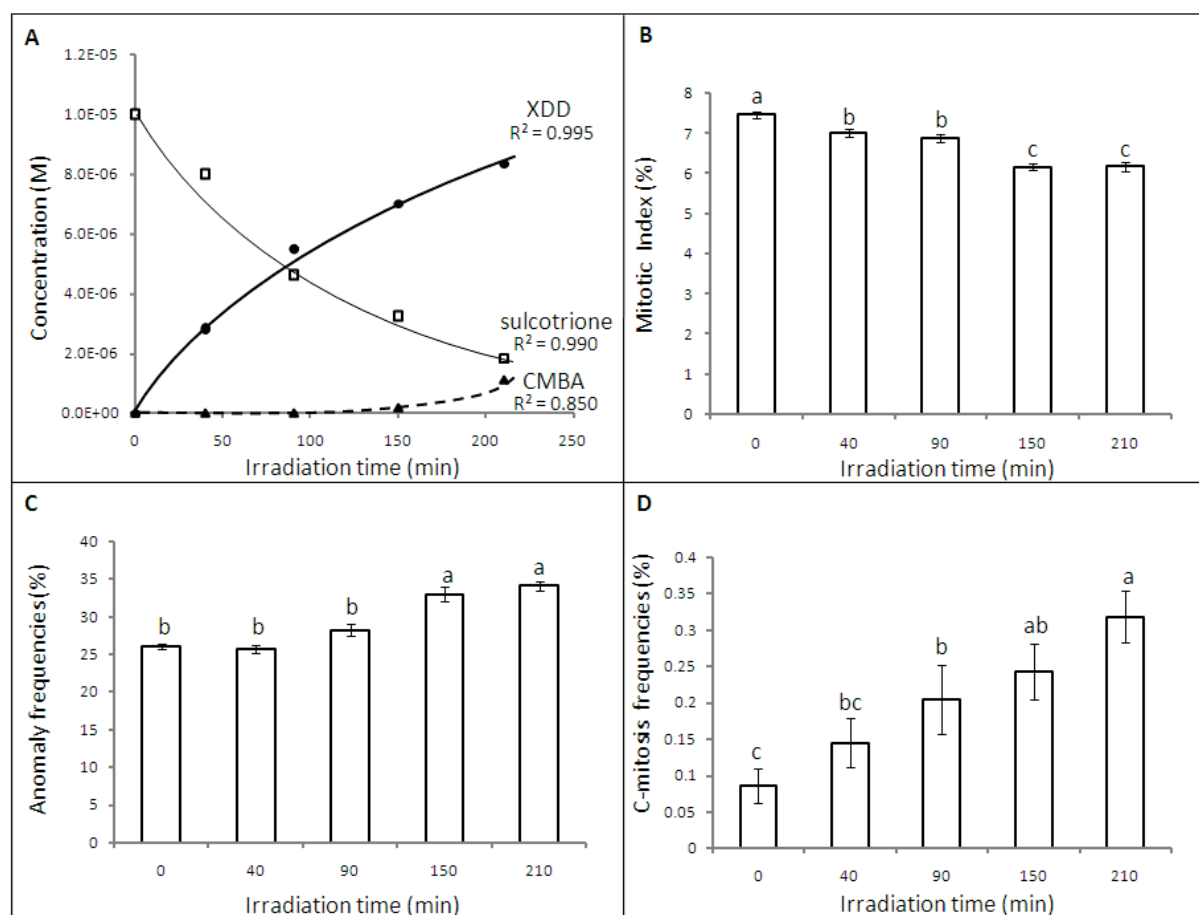 A
1.2E-05
1.0E-05
8.0E-06
6.0E-06
4.0E-06
2.0E-06
0.0E+00
Concentration (M)
XDD
R² = 0.995
sulcotrione
R² = 0.990
CMBA
R² = 0.850
0 50 100 150 200 250
Irradiation time (min)
B
8
7
6
5
4
3
2
1
0
Mitotic Index (%)
a b b c c
0 40 90 150 210
Irradiation time (min)
C
40
35
30
25
20
15
10
5
0
Anomaly frequencies (%)
b b b a a
0 40 90 150 210
Irradiation time (min)
D
0.4
0.35
0.3
0.25
0.2
0.15
0.1
0.05
0
C-mitosis frequencies (%)
c bc b ab a
0 40 90 150 210
Irradiation time (min)